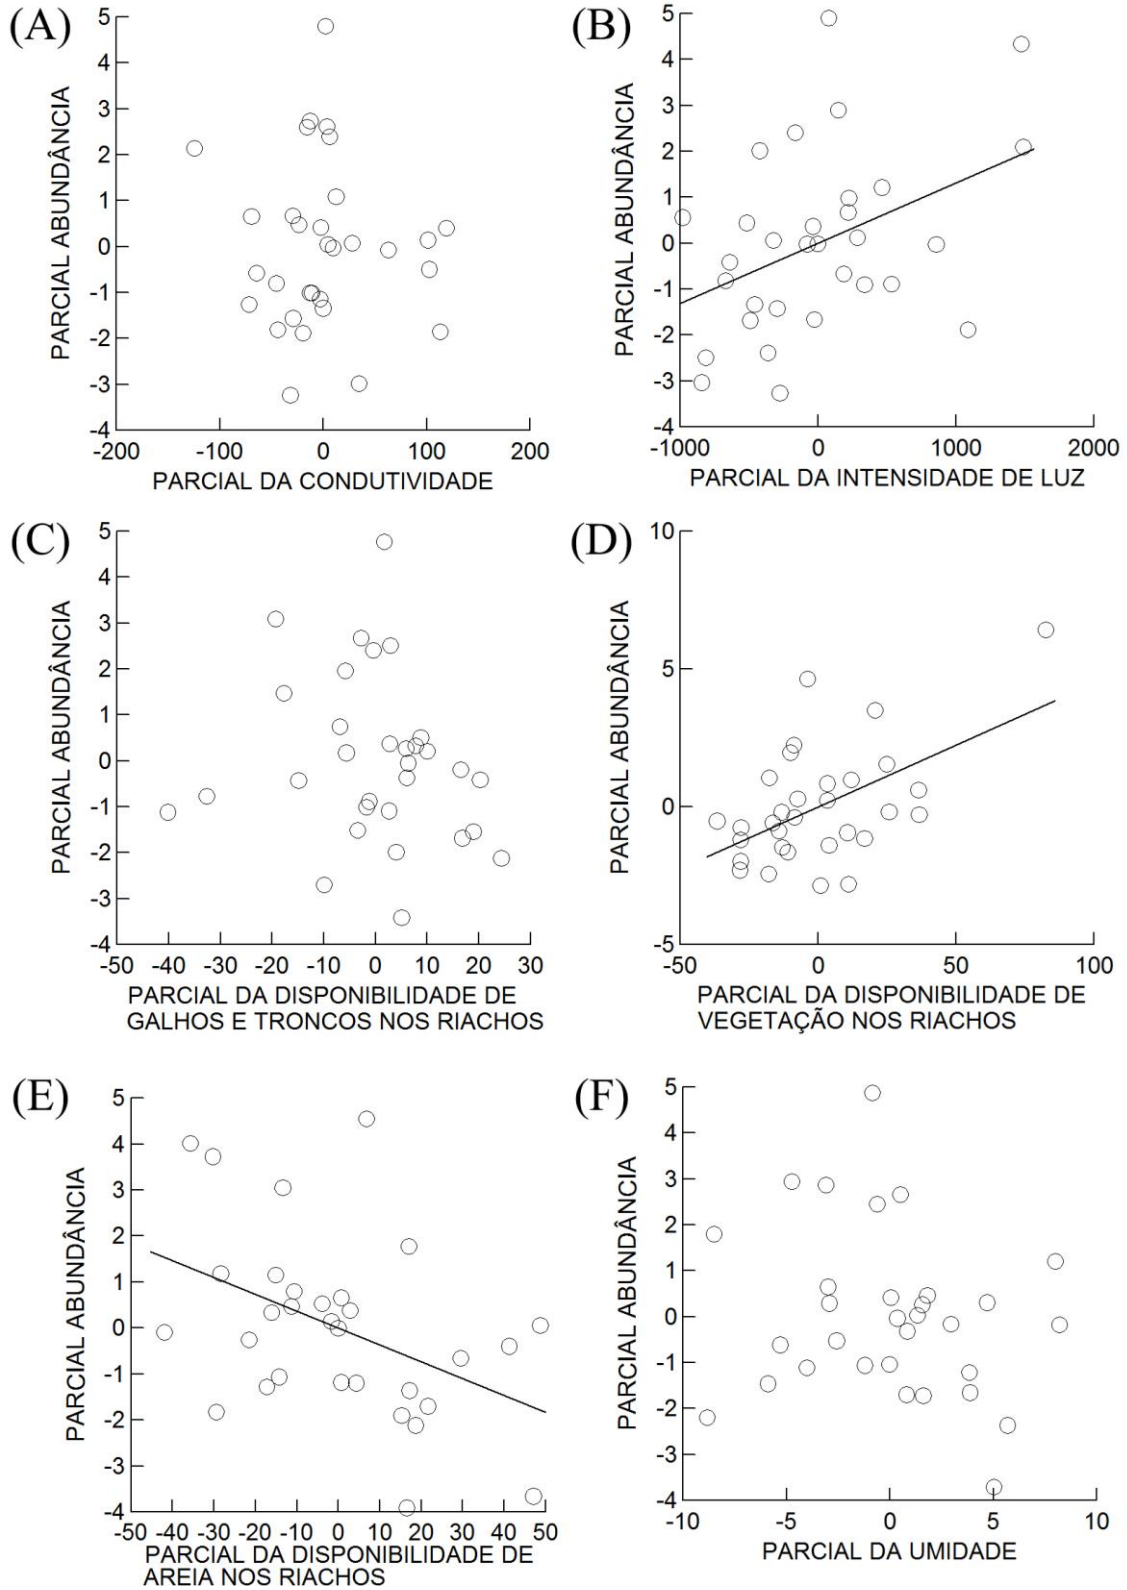 (A)
PARCIAL ABUNDÂNCIA
5
4
3
2
1
0
-1
-2
-3
-4
-200 -100 0 100 200
PARCIAL DA CONDUTIVIDADE
(B)
PARCIAL ABUNDÂNCIA
5
4
3
2
1
0
-1
-2
-3
-4
-1000 0 1000 2000
PARCIAL DA INTENSIDADE DE LUZ
(C)
PARCIAL ABUNDÂNCIA
5
4
3
2
1
0
-1
-2
-3
-4
-50 -40 -30 -20 -10 0 10 20 30
PARCIAL DA DISPONIBILIDADE DE
GALHOS E TRONCOS NOS RIACHOS
(D)
PARCIAL ABUNDÂNCIA
10
5
0
-5
-50 0 50 100
PARCIAL DA DISPONIBILIDADE DE
VEGETAÇÃO NOS RIACHOS
(E)
PARCIAL ABUNDÂNCIA
5
4
3
2
1
0
-1
-2
-3
-4
-50 -40 -30 -20 -10 0 10 20 30 40 50
PARCIAL DA DISPONIBILIDADE DE
AREIA NOS RIACHOS
(F)
PARCIAL ABUNDÂNCIA
5
4
3
2
1
0
-1
-2
-3
-4
-10 -5 0 5 10
PARCIAL DA UMIDADE